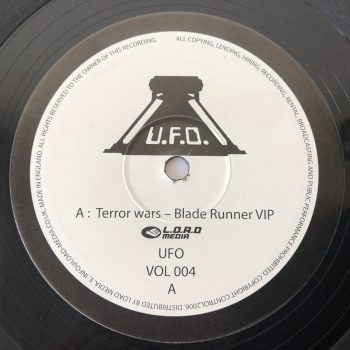 ALL RIGHTS RESERVED TO THE OWNER OF THIS RECORDING. ALL COPYING, LENDING, HIRING, RECORDING, RENTAL, BROADCASTING AND PUBLIC PERFORMANCE PROHIBITED. COPYRIGHT CONTROL2006. DISTRIBUTED BY LOAD MEDIA. E INFO@LOAD-MEDIA.CO.UK. MADE IN ENGLAND.
U.F.O.
A : Terror wars – Blade Runner VIP
L.O.A.D
MEDIA
UFO
VOL 004
A